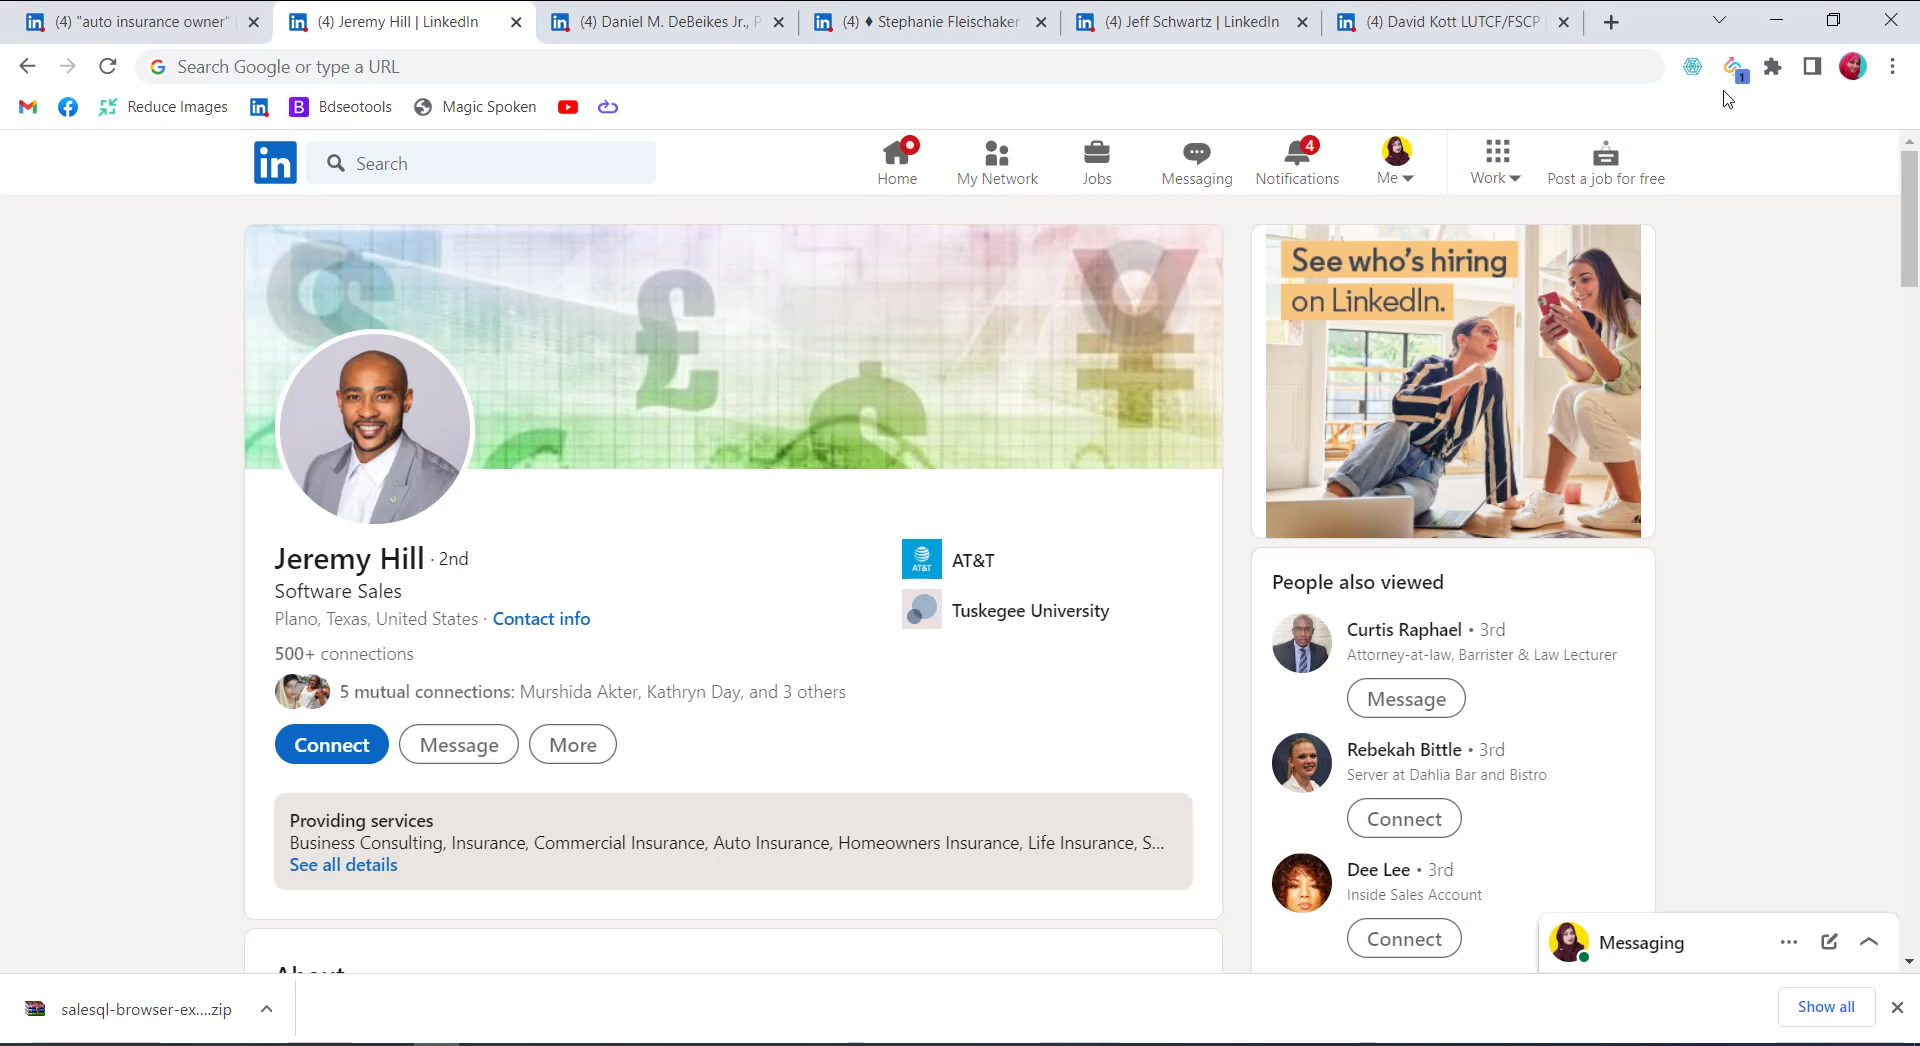 (4) "auto insurance owner"
(4) Jeremy Hill | LinkedIn
(4) Daniel M. DeBeikes Jr., P
(4) ♦ Stephanie Fleischaker
(4) Jeff Schwartz | LinkedIn
(4) David Kott LUTCF/FSCP
Search Google or type a URL
1
Reduce Images
in
B Bdseotools
Magic Spoken
in
Search
Home
My Network
Jobs
Messaging
4
Notifications
Me
Work
Post a job for free
See who's hiring
on LinkedIn.
Jeremy Hill · 2nd
Software Sales
Plano, Texas, United States · Contact info
500+ connections
5 mutual connections: Murshida Akter, Kathryn Day, and 3 others
Connect
Message
More
AT&T
AT&T
Tuskegee University
Providing services
Business Consulting, Insurance, Commercial Insurance, Auto Insurance, Homeowners Insurance, Life Insurance, S...
See all details
About
People also viewed
Curtis Raphael • 3rd
Attorney-at-law, Barrister & Law Lecturer
Message
Rebekah Bittle • 3rd
Server at Dahlia Bar and Bistro
Connect
Dee Lee • 3rd
Inside Sales Account
Connect
Messaging
salesql-browser-ex....zip
Show all